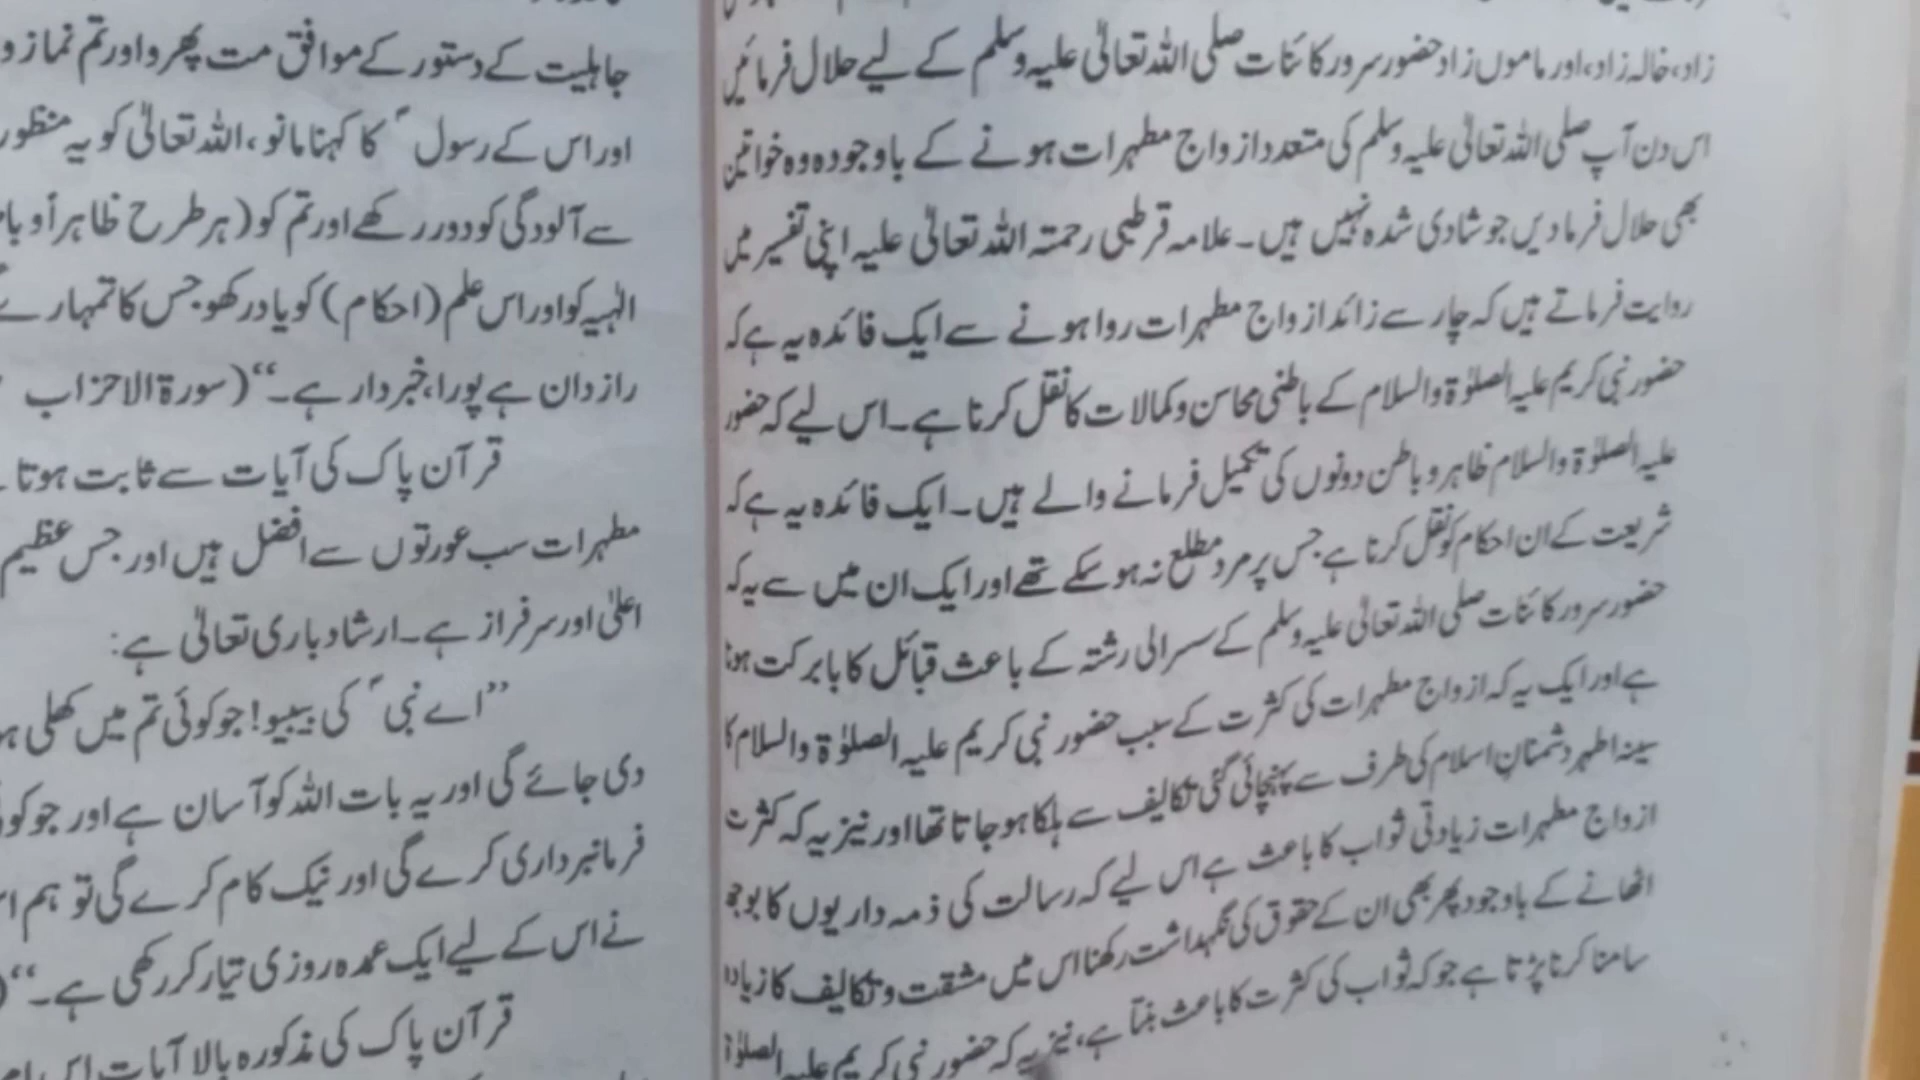 زاد، خالہ زاد، اور ماموں زاد حضور سرور کائنات صلی اللہ تعالیٰ علیہ وسلم کے لیے حلال فرمائیں
اس دن آپ صلی اللہ تعالیٰ علیہ وسلم کی متعدد ازواج مطہرات ہونے کے باوجود وہ خواتین
بھی حلال فرما دیں جو شادی شدہ نہیں ہیں۔ علامہ قرطبی رحمتہ اللہ تعالیٰ علیہ اپنی تفسیر میں
روایت فرماتے ہیں کہ چار سے زائد ازواج مطہرات روا ہونے سے ایک فائدہ یہ ہے کہ
حضور نبی کریم علیہ الصلوٰۃ والسلام کے باطنی محاسن و کمالات کا نقل کرنا ہے۔ اس لیے کہ حضور
علیہ الصلوٰۃ والسلام ظاہر و باطن دونوں کی تکمیل فرمانے والے ہیں۔ ایک فائدہ یہ ہے کہ
شریعت کے ان احکام کو نقل کرنا ہے جس پر مرد مطلع نہ ہو سکے تھے اور ایک ان میں سے یہ کہ
حضور سرور کائنات صلی اللہ تعالیٰ علیہ وسلم کے سسرالی رشتہ کے باعث قبائل کا بابرکت ہونا
ہے اور ایک یہ کہ ازواج مطہرات کی کثرت کے سبب حضور نبی کریم علیہ الصلوٰۃ والسلام کا
سینہ اطہر دشمنان اسلام کی طرف سے پہنچائی گئی تکالیف سے ہلکا ہو جاتا تھا اور نیز یہ کہ کثرت
ازواج مطہرات زیادتی ثواب کا باعث ہے اس لیے کہ رسالت کی ذمہ داریوں کا بوجھ
اٹھانے کے باوجود پھر بھی ان کے حقوق کی نگہداشت رکھنا اس میں مشقت و تکالیف کا زیادہ
سامنا کرنا پڑتا ہے جو کہ ثواب کی کثرت کا باعث بنتا ہے، نیز یہ کہ حضور نبی کریم علیہ الصلوٰۃ
جاہلیت کے دستور کے موافق مت پھرو اور تم نماز و
اور اس کے رسولؐ کا کہنا مانو، اللہ تعالیٰ کو یہ منظور
سے آلودگی کو دور رکھے اور تم کو (ہر طرح ظاہراً و
الٰہیہ کو اور اس علم (احکام) کو یاد رکھو جس کا تمہارے
رازدان ہے پورا، خبردار ہے۔“ (سورۃ الاحزاب
قرآن پاک کی آیات سے ثابت ہوتا
مطہرات سب عورتوں سے افضل ہیں اور جس عظیم
اعلیٰ اور سرفراز ہے۔ ارشاد باری تعالیٰ ہے:
”اے نبیؐ کی بیبیو! جو کوئی تم میں کھلی
دی جائے گی اور یہ بات اللہ کو آسان ہے اور جو
فرمانبرداری کرے گی اور نیک کام کرے گی تو ہم
نے اس کے لیے ایک عمدہ روزی تیار کر رکھی ہے۔“ (
قرآن پاک کی مذکورہ بالا آیات